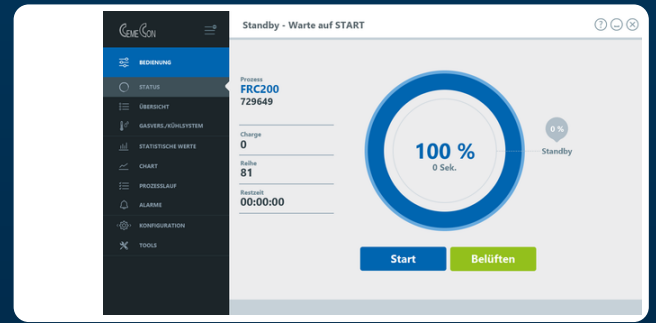 CemeCon
Standby - Warte auf START
BEDIENUNG
STATUS
ÜBERSICHT
GASVERS./KÜHLSYSTEM
STATISTISCHE WERTE
CHART
PROZESSLAUF
ALARME
KONFIGURATION
TOOLS
Prozess
FRC200
729649
Charge
0
Reihe
81
Restzeit
00:00:00
100 %
0 Sek.
0 %
Standby
Start
Belüften